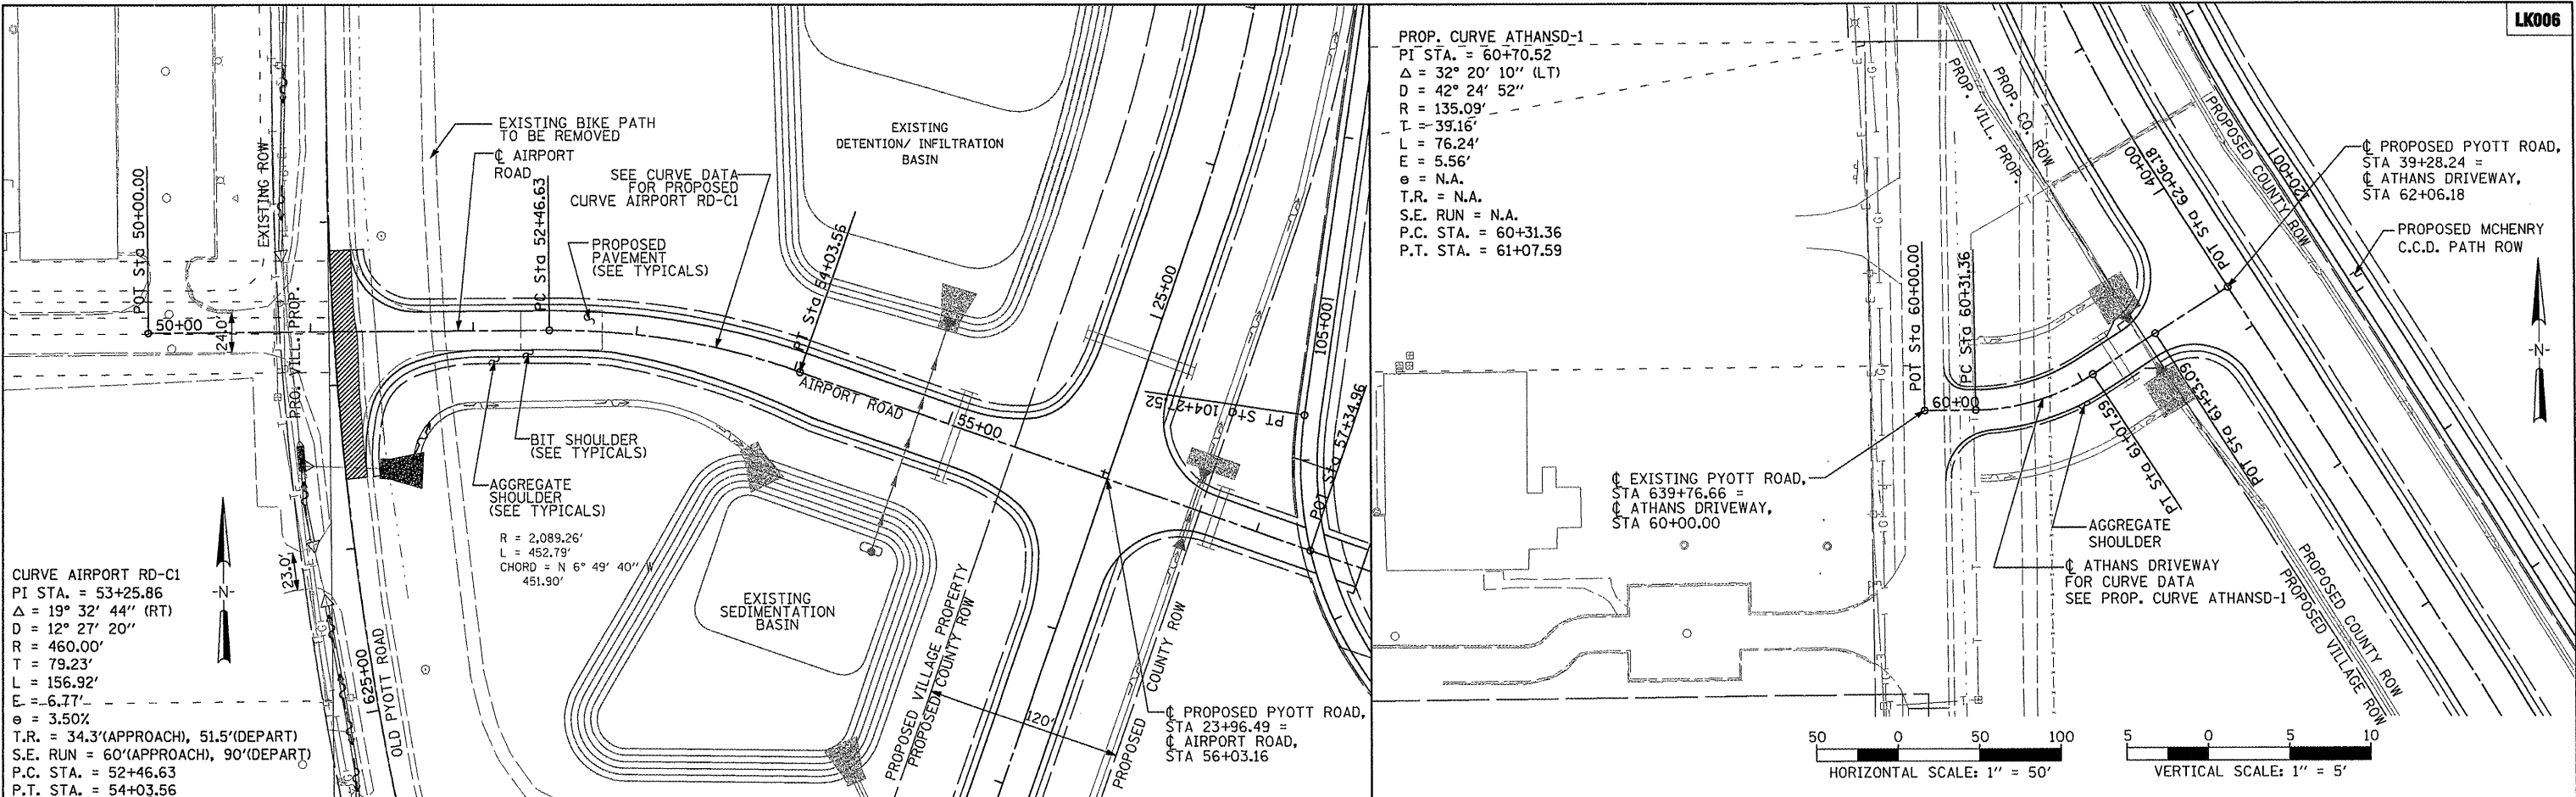 LK006
EXISTING ROW
POT Sta 50+00.00
50+00
24.0'
PRO. VILL. PROP.
EXISTING BIKE PATH
TO BE REMOVED
℄ AIRPORT
ROAD
PC Sta 52+46.63
SEE CURVE DATA
FOR PROPOSED
CURVE AIRPORT RD-C1
PROPOSED
PAVEMENT
(SEE TYPICALS)
PT Sta 54+03.56
EXISTING
DETENTION/ INFILTRATION
BASIN
AIRPORT ROAD
55+00
25+00
105+00
PT Sta 104+27.52
POT Sta 57+34.96
BIT SHOULDER
(SEE TYPICALS)
AGGREGATE
SHOULDER
(SEE TYPICALS)
R = 2,089.26'
L = 452.79'
CHORD = N 6° 49' 40" W
451.90'
EXISTING
SEDIMENTATION
BASIN
23.0'
625+00
OLD PYOTT ROAD
PROPOSED VILLAGE PROPERTY
PROPOSED COUNTY ROW
120'
PROPOSED COUNTY ROW
℄ PROPOSED PYOTT ROAD,
STA 23+96.49 =
℄ AIRPORT ROAD,
STA 56+03.16
-N-
CURVE AIRPORT RD-C1
PI STA. = 53+25.86
Δ = 19° 32' 44" (RT)
D = 12° 27' 20"
R = 460.00'
T = 79.23'
L = 156.92'
E = 6.77'
e = 3.50%
T.R. = 34.3'(APPROACH), 51.5'(DEPART)
S.E. RUN = 60'(APPROACH), 90'(DEPART)
P.C. STA. = 52+46.63
P.T. STA. = 54+03.56
PROP. CURVE ATHANSD-1
PI STA. = 60+70.52
Δ = 32° 20' 10" (LT)
D = 42° 24' 52"
R = 135.09'
T = 39.16'
L = 76.24'
E = 5.56'
e = N.A.
T.R. = N.A.
S.E. RUN = N.A.
P.C. STA. = 60+31.36
P.T. STA. = 61+07.59
PROP. CO. ROW
PROP. VILL. PROP.
PROPOSED COUNTY ROW
40+00
POT Sta 62+06.18
120+00
℄ PROPOSED PYOTT ROAD,
STA 39+28.24 =
℄ ATHANS DRIVEWAY,
STA 62+06.18
PROPOSED MCHENRY
C.C.D. PATH ROW
-N-
POT Sta 60+00.00
PC Sta 60+31.36
60+00
PT Sta 61+07.59
POT Sta 61+53.09
℄ EXISTING PYOTT ROAD,
STA 639+76.66 =
℄ ATHANS DRIVEWAY,
STA 60+00.00
AGGREGATE
SHOULDER
℄ ATHANS DRIVEWAY
FOR CURVE DATA
SEE PROP. CURVE ATHANSD-1
PROPOSED COUNTY ROW
PROPOSED VILLAGE ROW
50 0 50 100
HORIZONTAL SCALE: 1" = 50'
5 0 5 10
VERTICAL SCALE: 1" = 5'